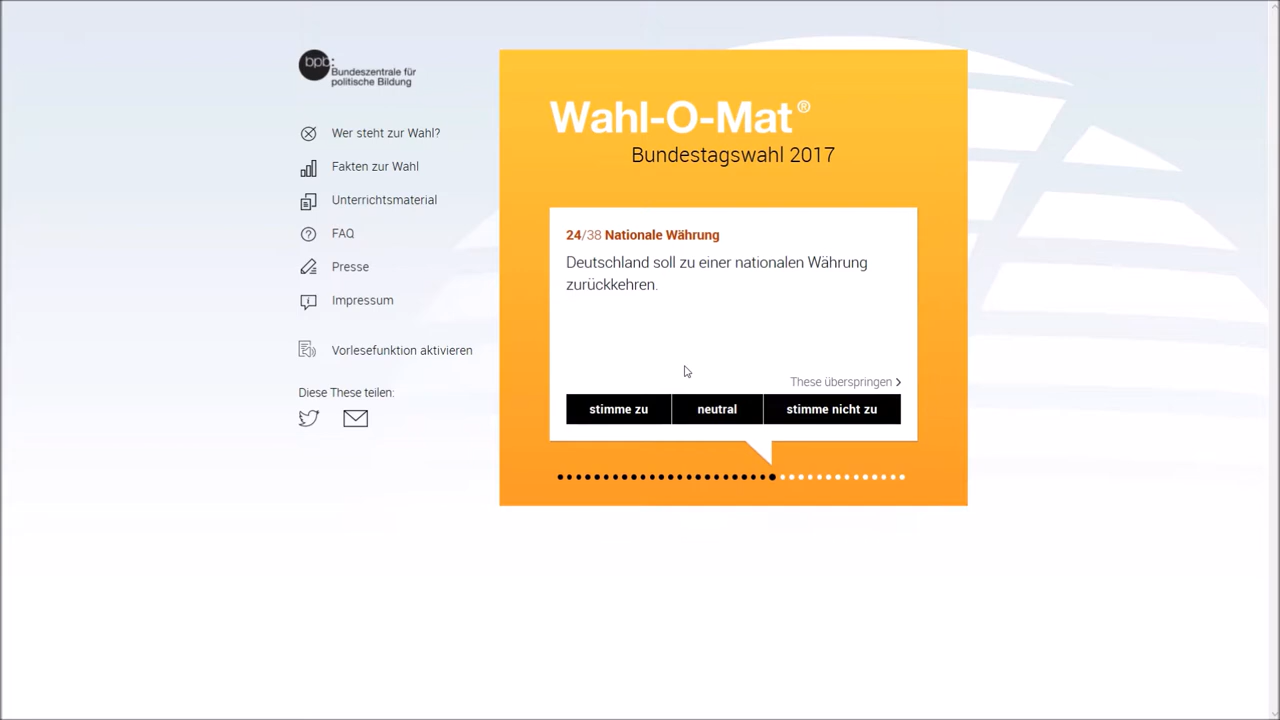 bpb:
Bundeszentrale für
politische Bildung
Wer steht zur Wahl?
Fakten zur Wahl
Unterrichtsmaterial
FAQ
Presse
Impressum
Vorlesefunktion aktivieren
Diese These teilen:
Wahl-O-Mat®
Bundestagswahl 2017
24/38 Nationale Währung
Deutschland soll zu einer nationalen Währung
zurückkehren.
These überspringen
stimme zu neutral stimme nicht zu